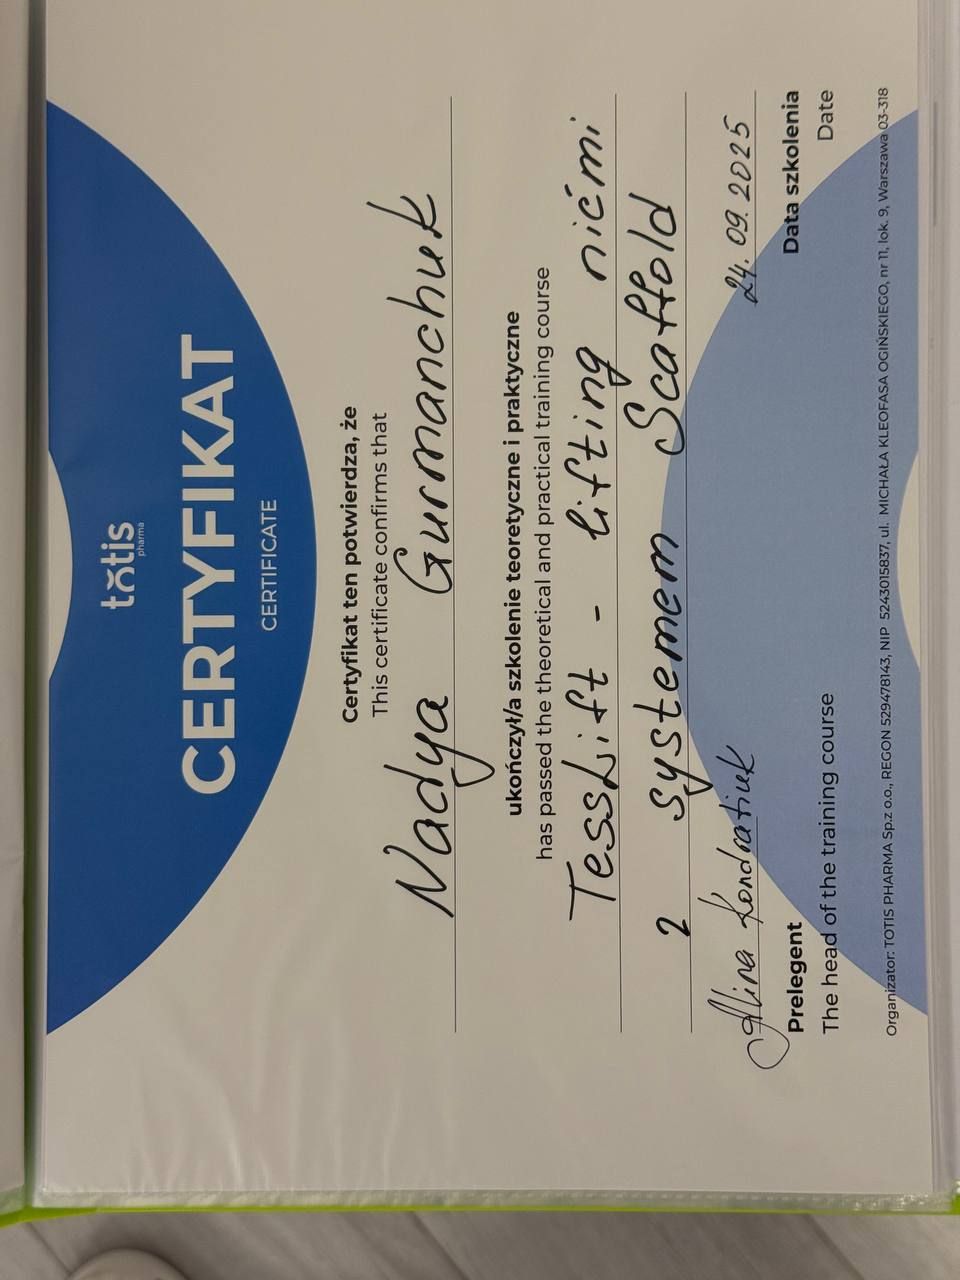 tōtis
pharma
CERTYFIKAT
CERTIFICATE
Certyfikat ten potwierdza, że
This certificate confirms that
Nadya Gurmanchuk
ukończył/a szkolenie teoretyczne i praktyczne
has passed the theoretical and practical training course
TessLift - lifting nićmi
2 systemem Scaffold
Alina Kondratiuk 24.09.2025
Prelegent Data szkolenia
The head of the training course Date
Organizator: TOTIS PHARMA Sp.z o.o., REGON 529478143, NIP 5243015837, ul. MICHAŁA KLEOFASA OGIŃSKIEGO, nr 11, lok. 9, Warszawa 03-318